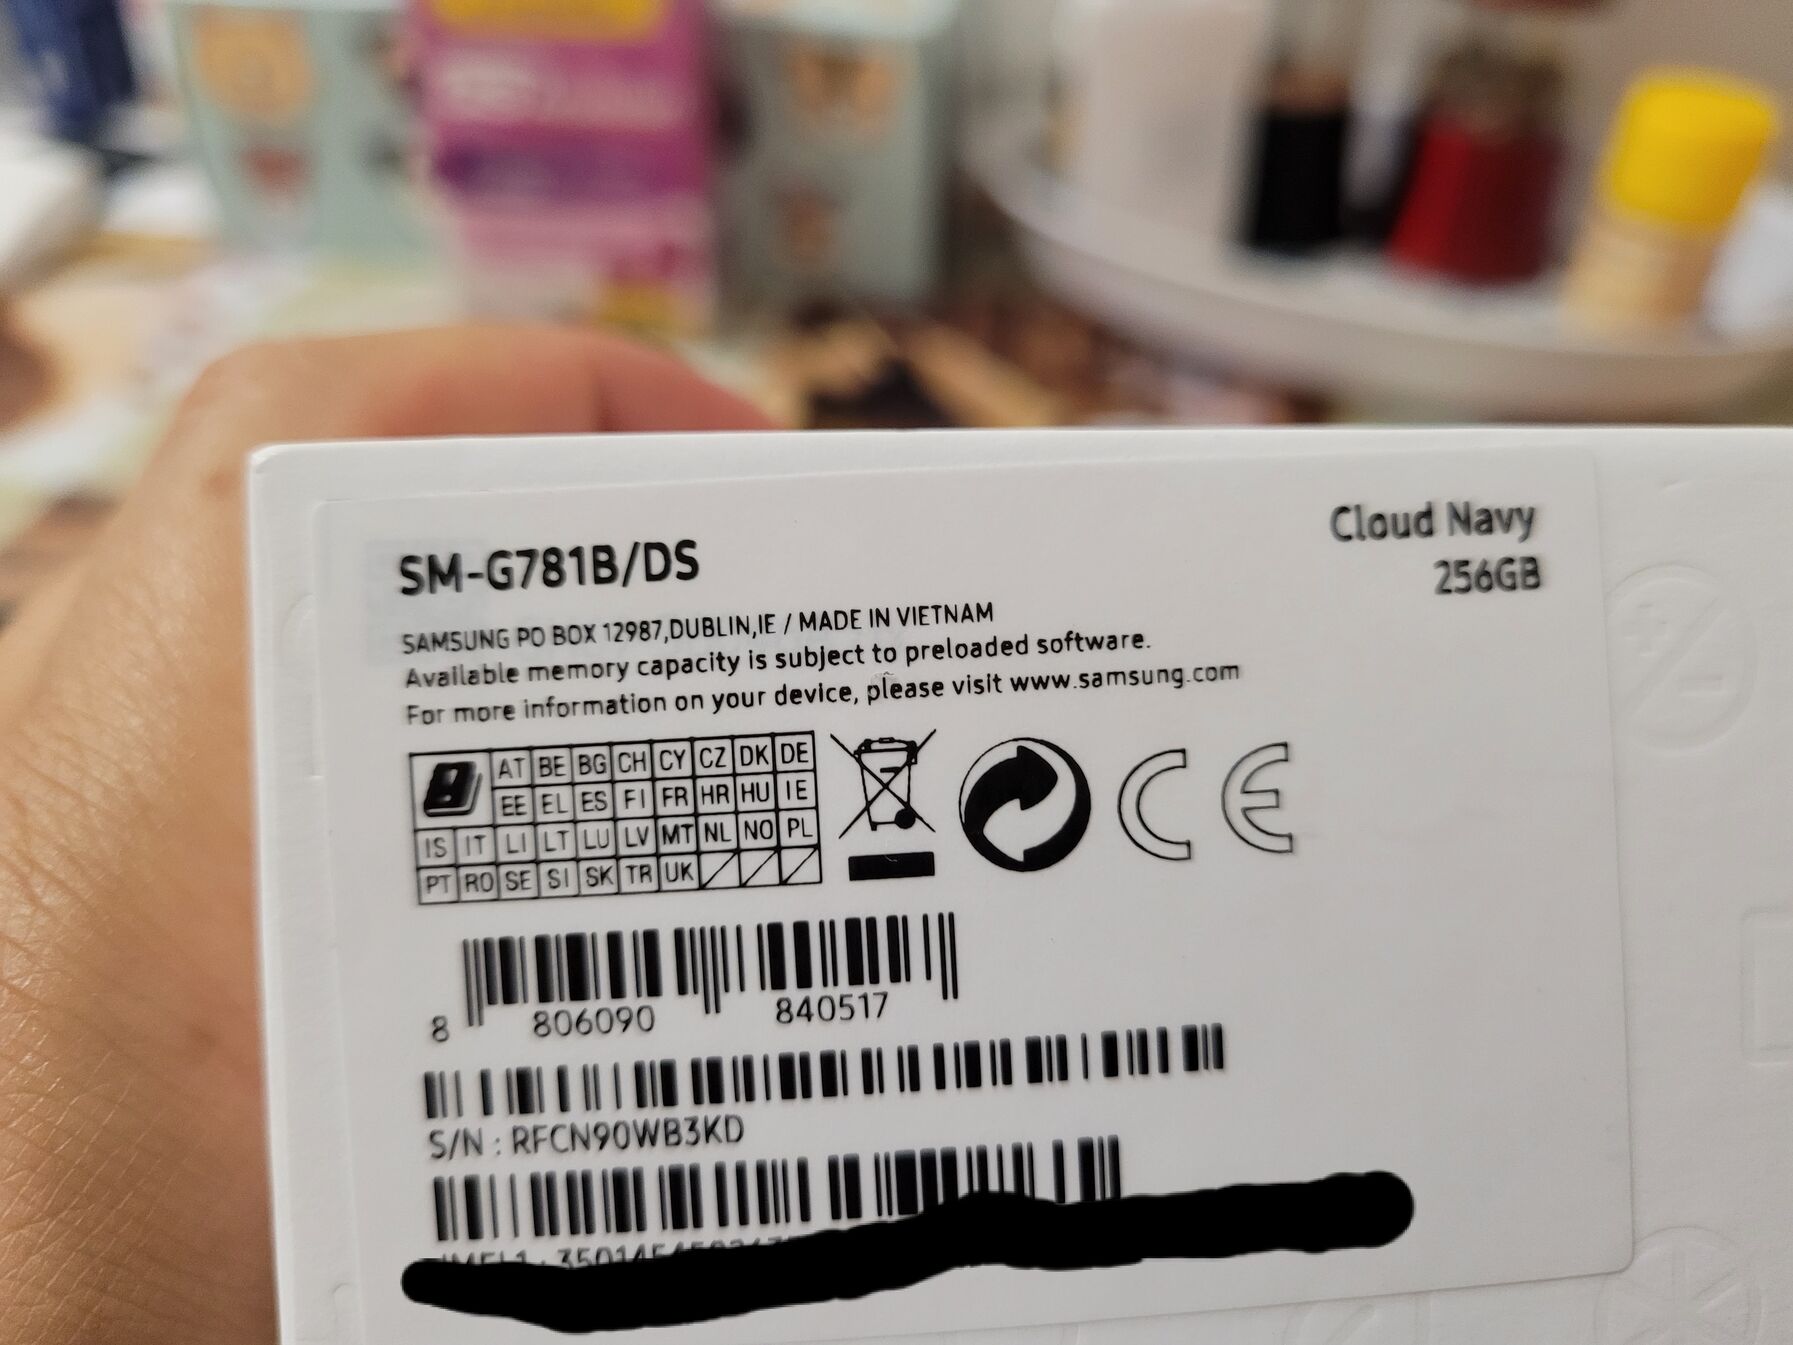 SM-G781B/DS
Cloud Navy
256GB
SAMSUNG PO BOX 12987,DUBLIN,IE / MADE IN VIETNAM
Available memory capacity is subject to preloaded software.
For more information on your device, please visit www.samsung.com
AT BE BG CH CY CZ DK DE
EE EL ES FI FR HR HU IE
IS IT LI LT LU LV MT NL NO PL
PT RO SE SI SK TR UK
CE
8 806090 840517
S/N : RFCN90WB3KD